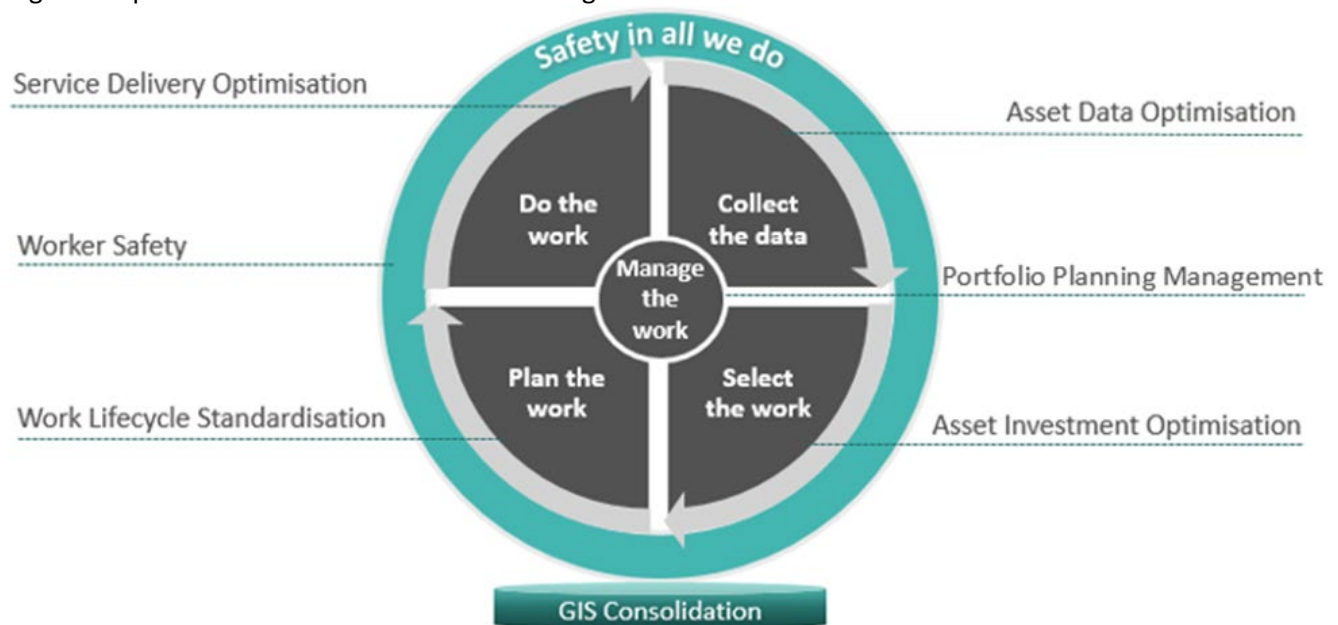 Safety in all we do
Service Delivery Optimisation
Asset Data Optimisation
Do the
work
Collect
the data
Worker Safety
Manage
the
work
Portfolio Planning Management
Plan the
work
Select
the work
Work Lifecycle Standardisation
Asset Investment Optimisation
GIS Consolidation